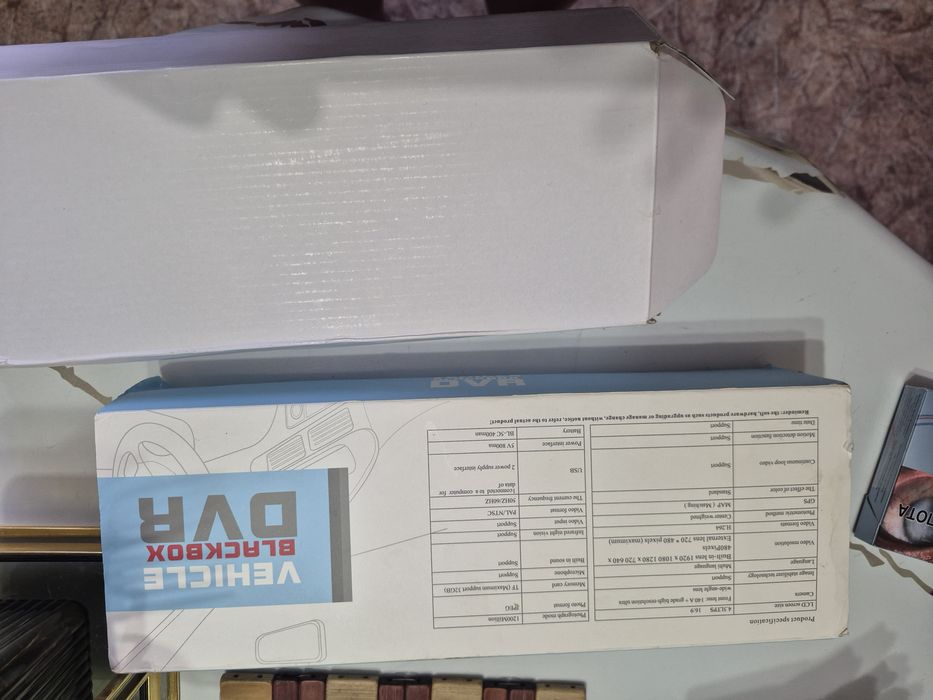 Product specification
LCD screen size 4.3LTPS 16:9
Camera Front lens: 140 A + grade high-resolution ultra
wide-angle lens
Image stabilizer technology Support
Language Multi language
Video resolution Built-in lens 1920 x 1080 1280 x 720 640 x
480Pixels
External lens 720 * 480 pixels (maximum)
Video formats H.264
Photometric method Center weighted
GPS MAP ( Matching )
The effect of color Standard
Continuous loop video Support
Motion detection function Support
Date time Support
Photograph mode 1200Million
Photo format JPEG
Memory card TF (Maximum support 32GB)
Microphone Support
Built in sound Support
Infrared night vision Support
Video input Support
Video format PAL/NTSC
The current frequency 50HZ/60HZ
USB 1connected to a computer for
data of
2 power supply interface
Power interface 5V 800ma
Battery BL-5C 400mah
Reminder: the soft, hardware products such as upgrading or manage change, without notice, refer to the actual product!
VEHICLE
BLACKBOX
DVR
DVR